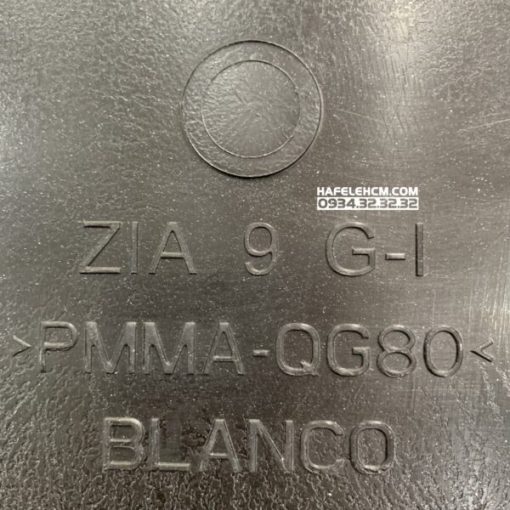 HAFELEHCM.COM
0934.32.32.32
ZIA 9 G-I
>PMMA-QG80<
BLANCO